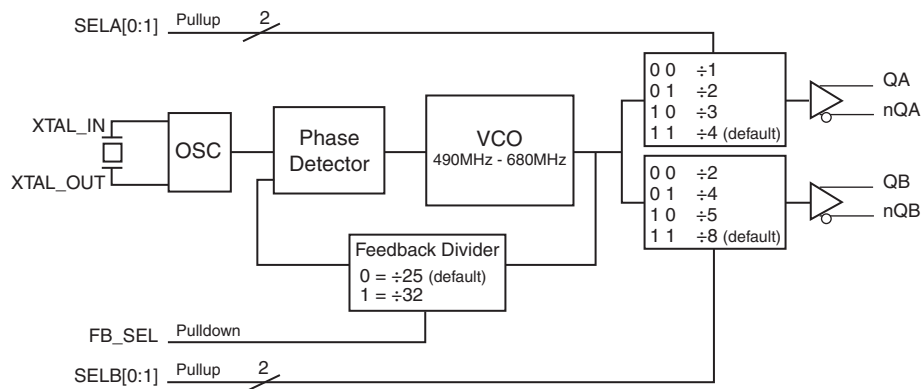 SELA[0:1] Pullup 2
0 0 ÷1
0 1 ÷2
1 0 ÷3
1 1 ÷4 (default)
QA
nQA
XTAL_IN
XTAL_OUT
OSC
Phase
Detector
VCO
490MHz - 680MHz
0 0 ÷2
0 1 ÷4
1 0 ÷5
1 1 ÷8 (default)
QB
nQB
Feedback Divider
0 = ÷25 (default)
1 = ÷32
FB_SEL Pulldown
SELB[0:1] Pullup 2